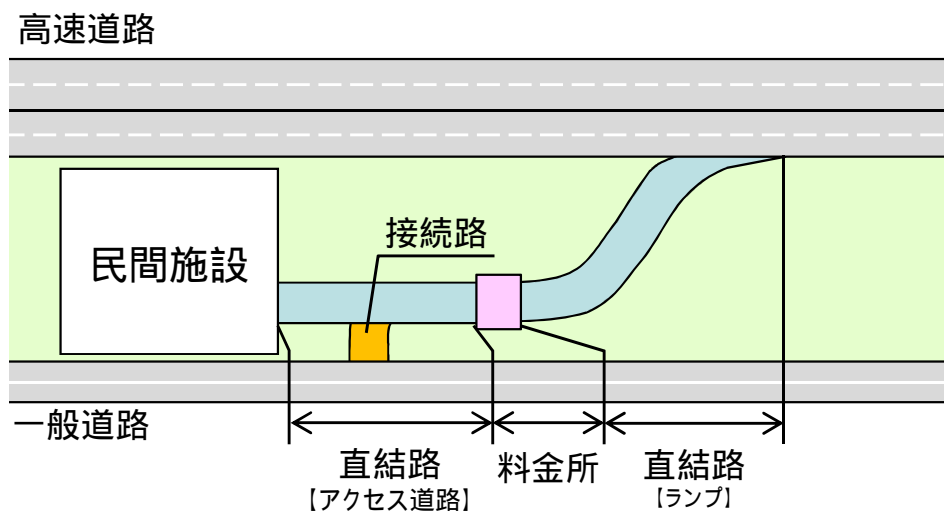 高速道路
接続路
民間施設
一般道路
直結路
【アクセス道路】
料金所
直結路
【ランプ】